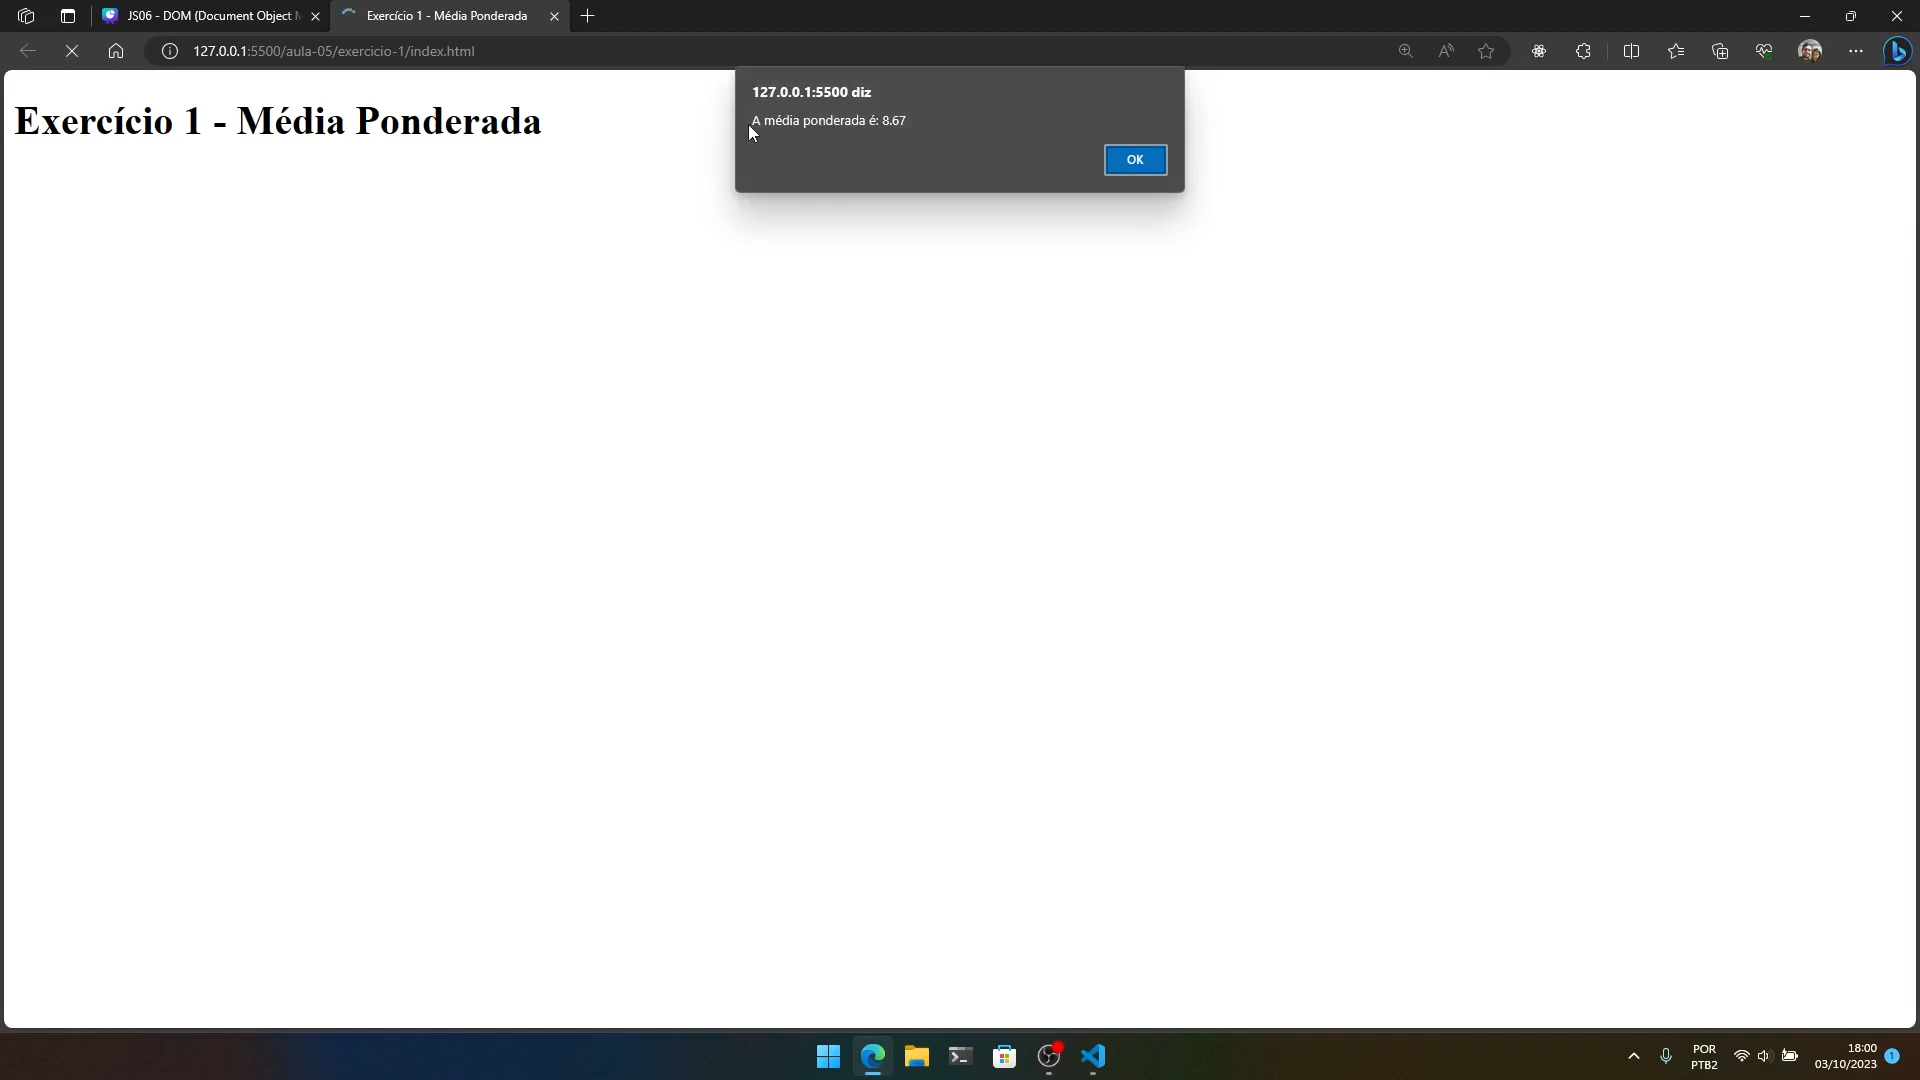 JS06 - DOM (Document Object
Exercício 1 - Média Ponderada
127.0.0.1:5500/aula-05/exercicio-1/index.html
127.0.0.1:5500 diz
A média ponderada é: 8.67
OK
Exercício 1 - Média Ponderada
POR
PTB2
18:00
03/10/2023
1